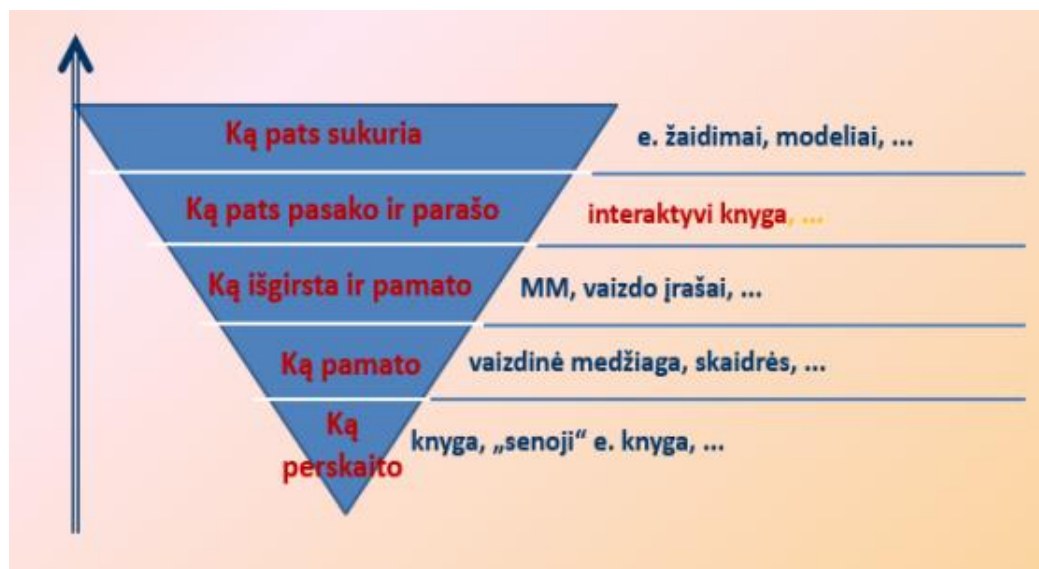 Ką pats sukuria
e. žaidimai, modeliai, ...
Ką pats pasako ir parašo
interaktyvi knyga, ...
Ką išgirsta ir pamato
MM, vaizdo įrašai, ...
Ką pamato
vaizdinė medžiaga, skaidrės, ...
Ką
perskaito
knyga, „senoji“ e. knyga, ...